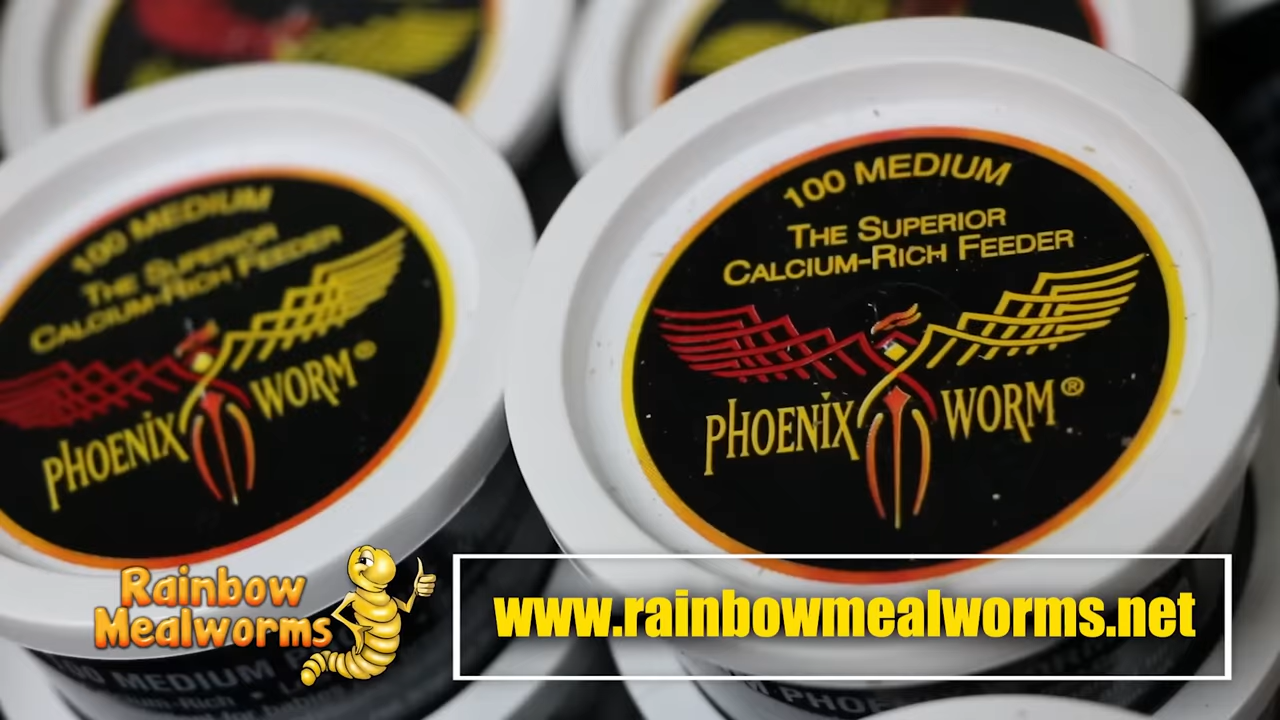 100 MEDIUM
THE SUPERIOR
CALCIUM-RICH FEEDER
PHOENIX WORM®
100 MEDIUM
THE SUPERIOR
CALCIUM-RICH FEEDER
PHOENIX WORM®
Rainbow
Mealworms
www.rainbowmealworms.net
100 MEDIUM